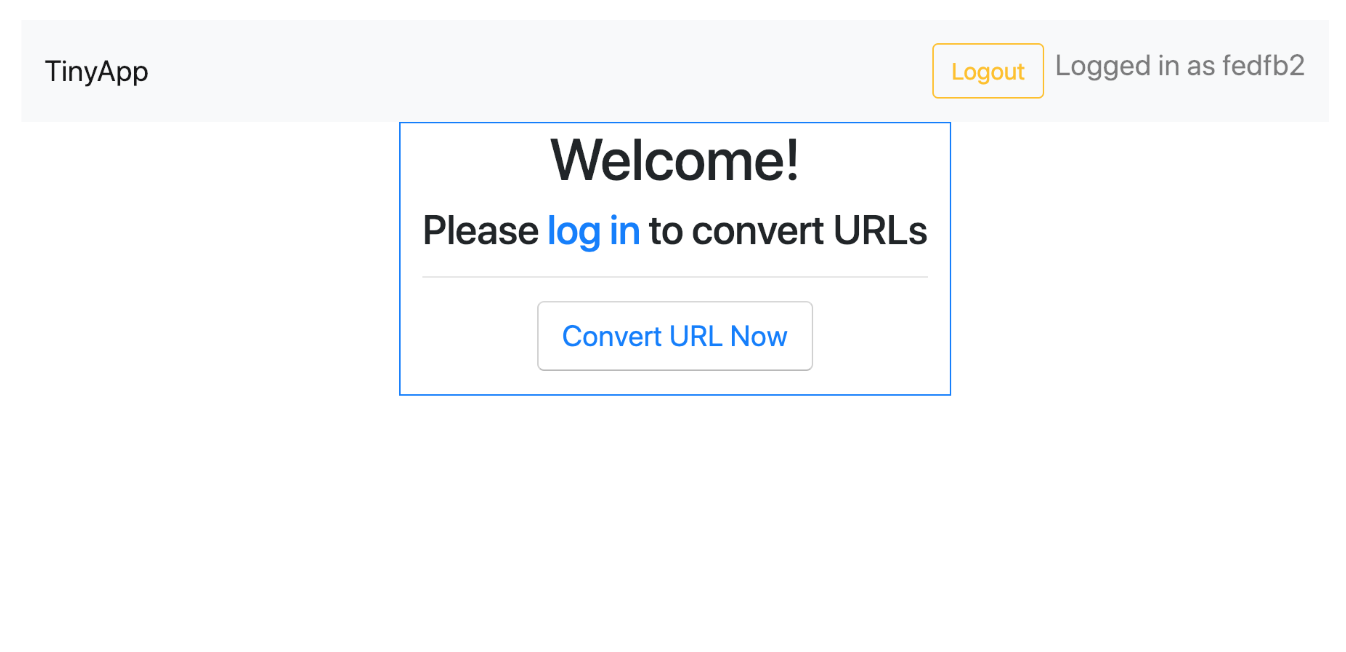 TinyApp
Logout
Logged in as fedfb2
Welcome!
Please log in to convert URLs
Convert URL Now